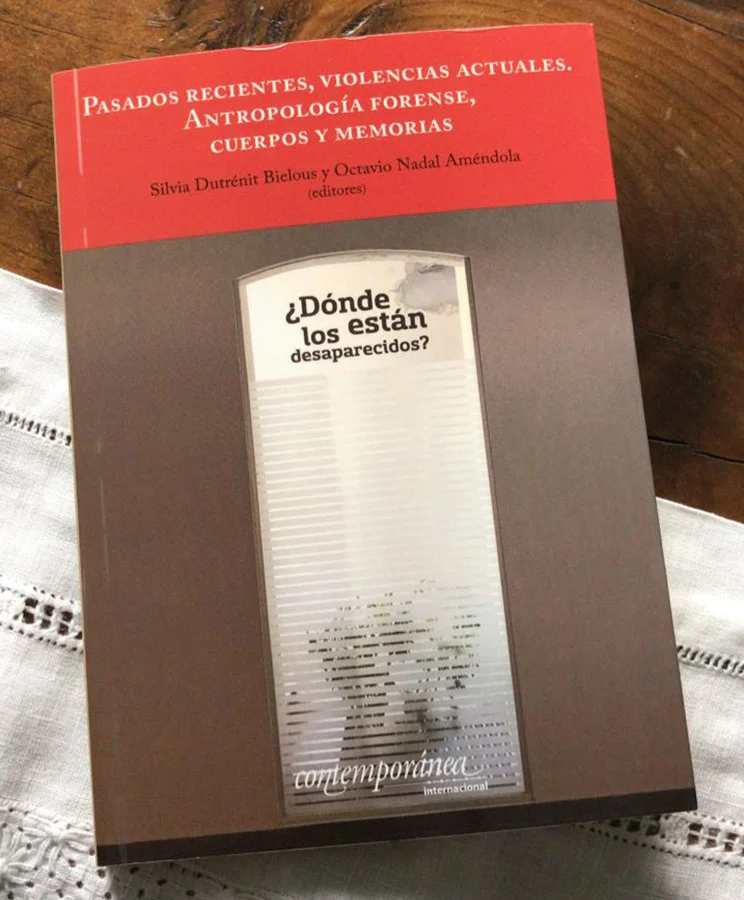 PASADOS RECIENTES, VIOLENCIAS ACTUALES.
ANTROPOLOGÍA FORENSE,
CUERPOS Y MEMORIAS
Silvia Dutrénit Bielous y Octavio Nadal Améndola
(editores)
¿Dónde
los están
desaparecidos?
contemporánea
internacional